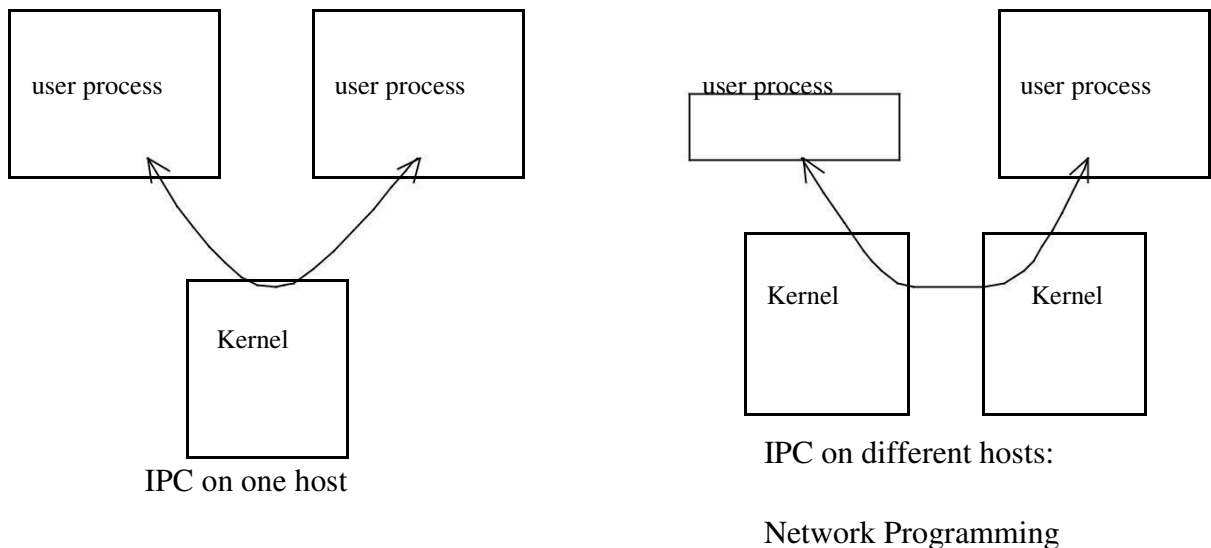 user process
user process
Kernel
IPC on one host
user process
user process
Kernel
Kernel
IPC on different hosts:
Network Programming